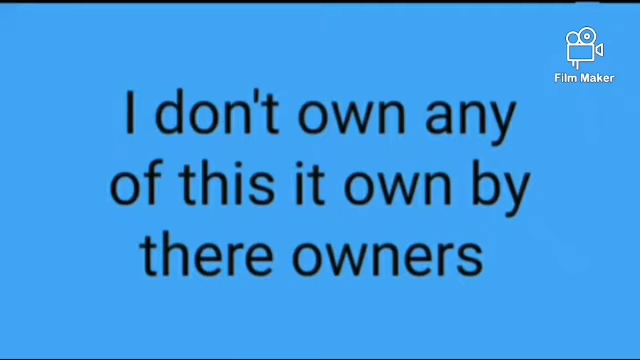 Film Maker
I don't own any
of this it own by
there owners